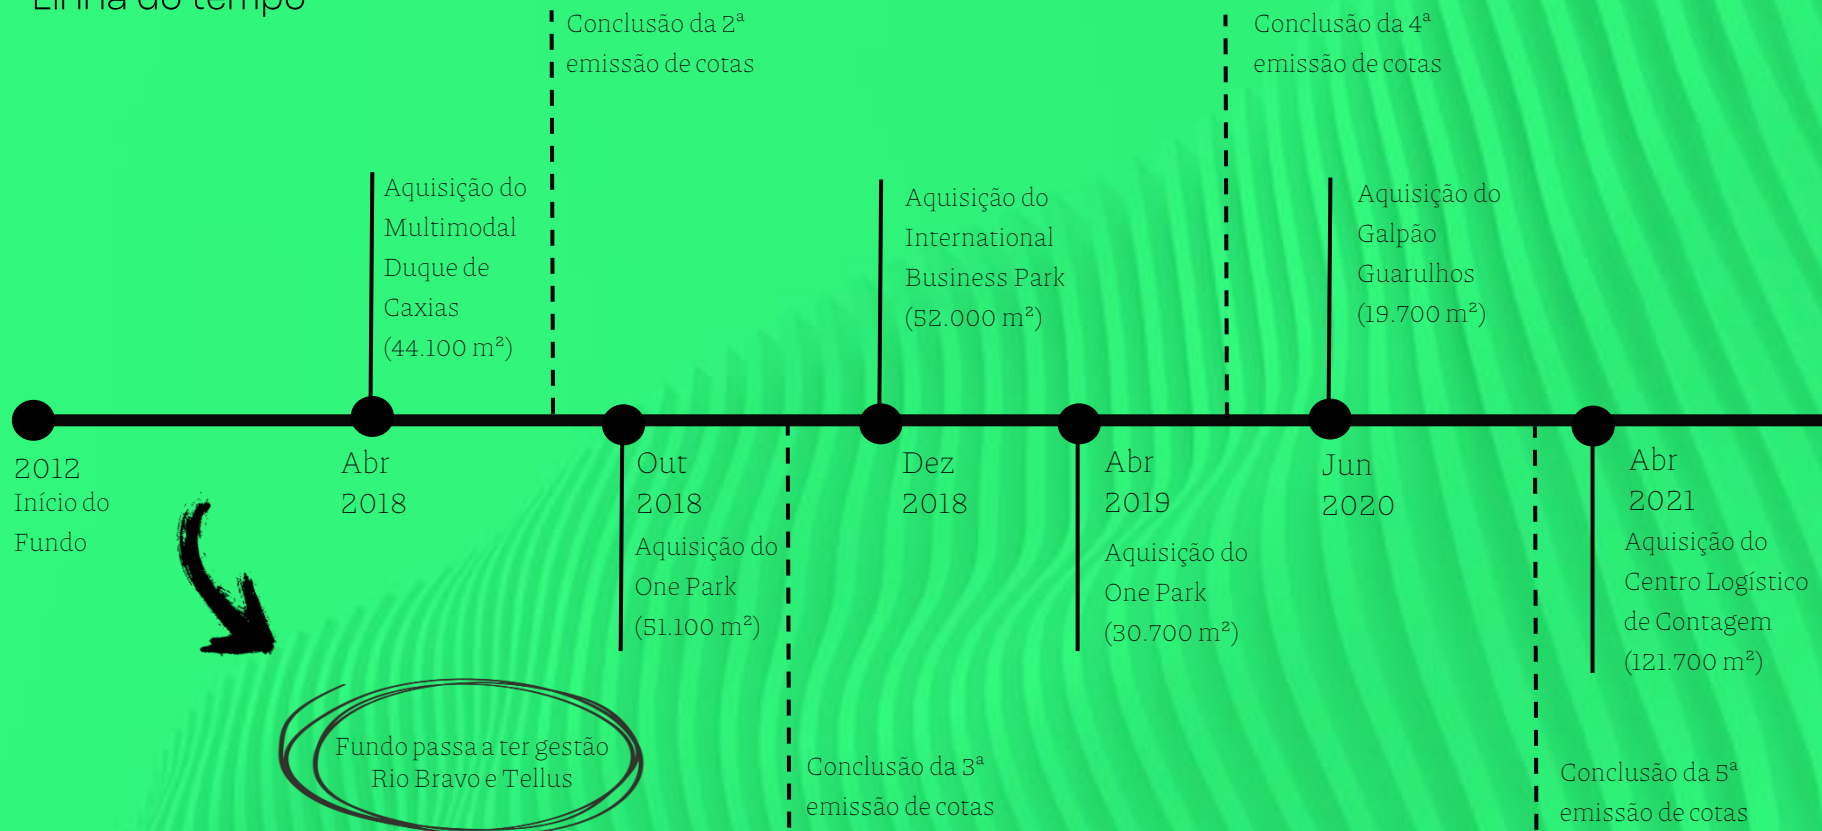 Linha do tempo
Conclusão da 2ª
emissão de cotas
Conclusão da 4ª
emissão de cotas
Aquisição do
Multimodal
Duque de
Caxias
(44.100 m²)
Aquisição do
International
Business Park
(52.000 m²)
Aquisição do
Galpão
Guarulhos
(19.700 m²)
2012
Início do
Fundo
Abr
2018
Out
2018
Aquisição do
One Park
(51.100 m²)
Dez
2018
Abr
2019
Aquisição do
One Park
(30.700 m²)
Jun
2020
Abr
2021
Aquisição do
Centro Logístico
de Contagem
(121.700 m²)
Fundo passa a ter gestão
Rio Bravo e Tellus
Conclusão da 3ª
emissão de cotas
Conclusão da 5ª
emissão de cotas